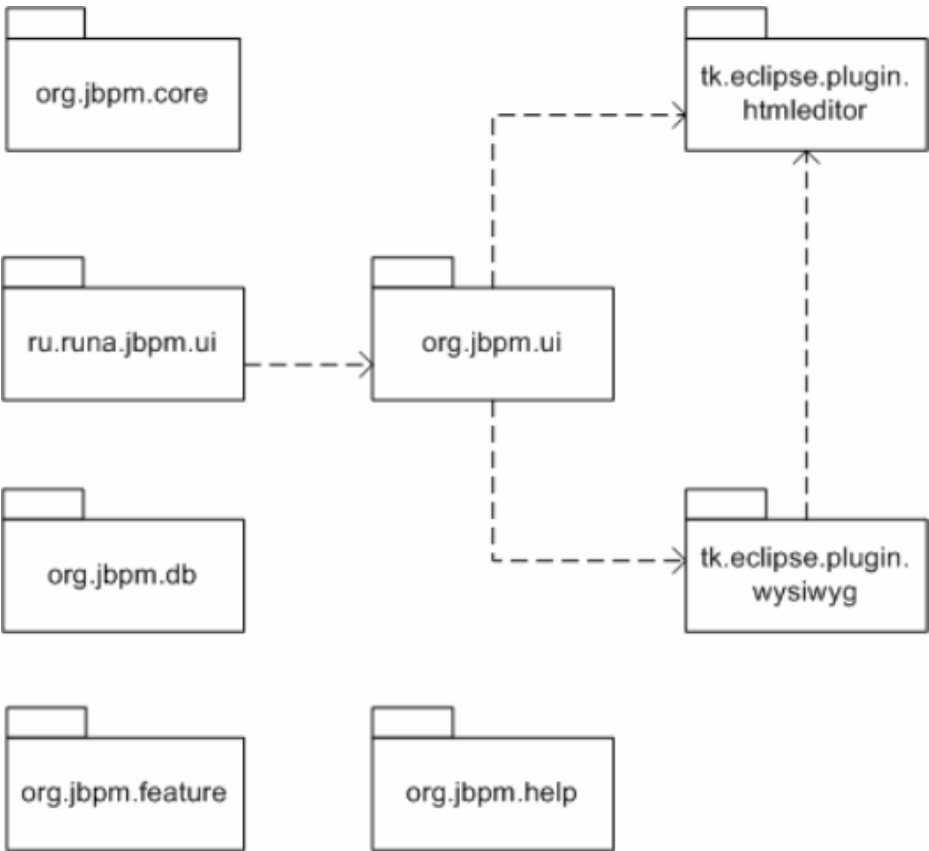 org.jbpm.core
tk.eclipse.plugin.
htmleditor
ru.runa.jbpm.ui
org.jbpm.ui
org.jbpm.db
tk.eclipse.plugin.
wysiwyg
org.jbpm.feature
org.jbpm.help